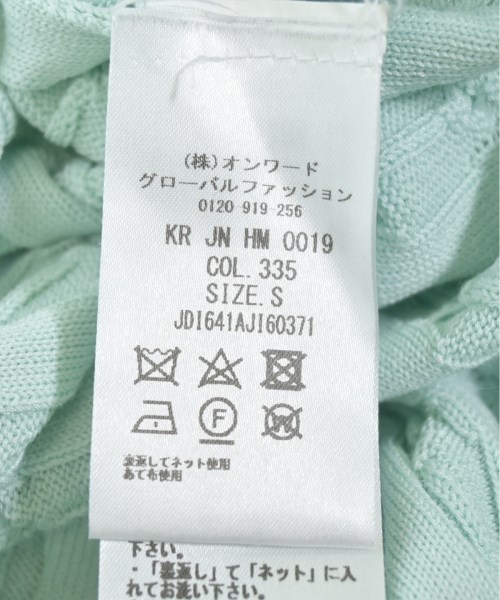 (株)オンワード
グローバルファッション
0120-919-256
KR JN HM 0019
COL. 335
SIZE. S
JDI641AJI60371
F
W
裏返してネット使用
あて布使用
下さい。
・「裏返し」て「ネット」に入
れてお洗い下さい。